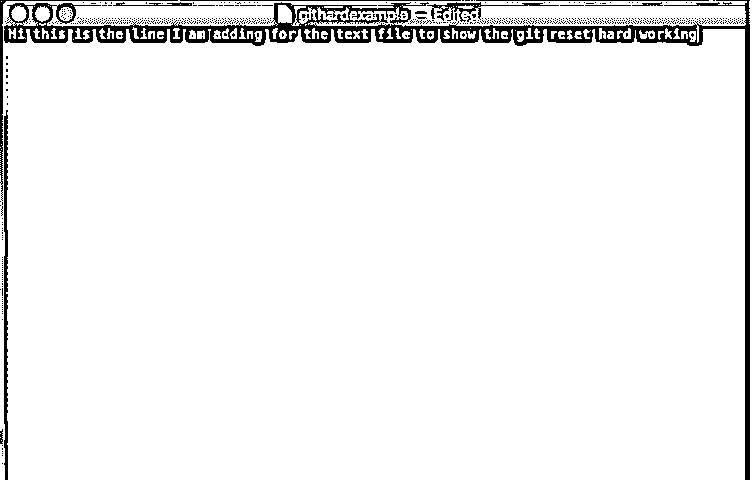 githardexample — Edited
Hi this is the line I am adding for the text file to show the git reset hard working